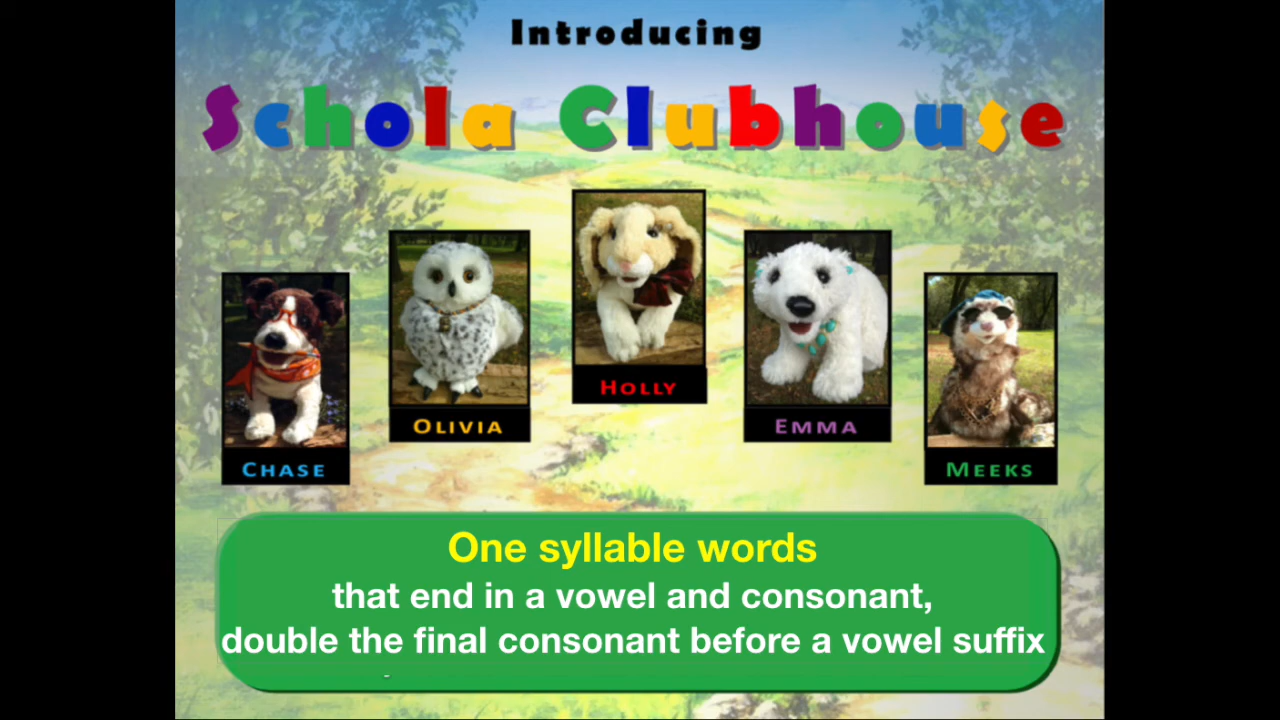 Introducing
Schola Clubhouse
HOLLY
OLIVIA
EMMA
CHASE
MEEKS
One syllable words
that end in a vowel and consonant,
double the final consonant before a vowel suffix